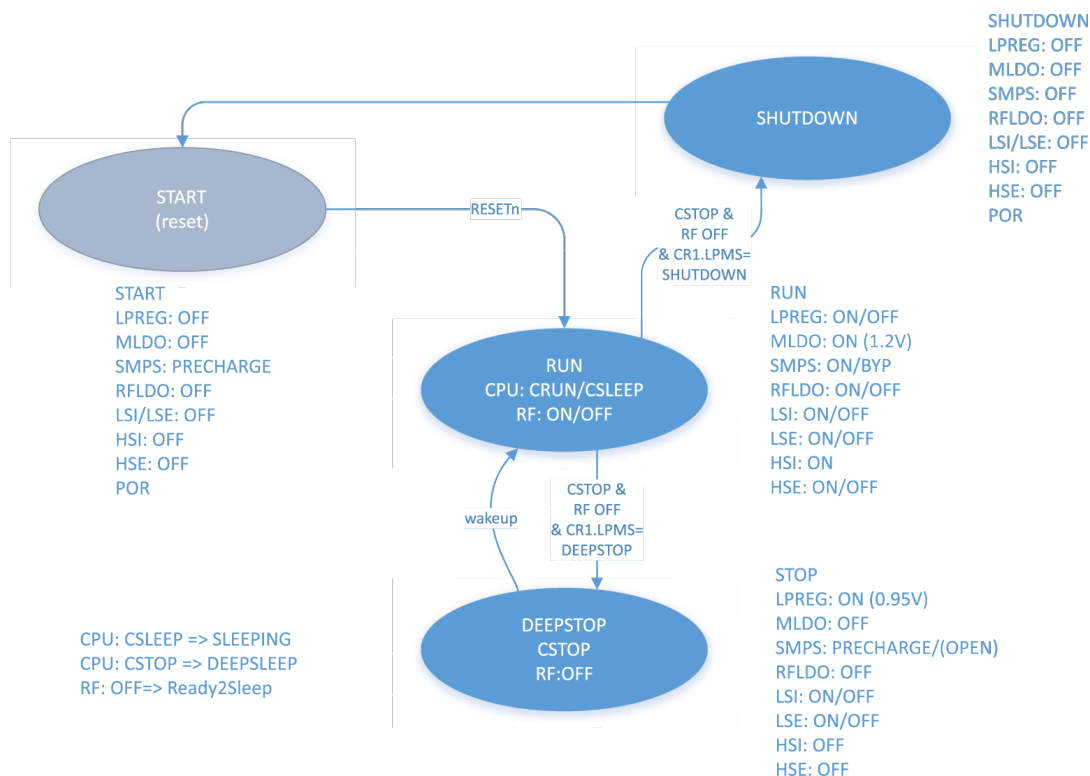 SHUTDOWN
LPREG: OFF
MLDO: OFF
SMPS: OFF
RFLDO: OFF
LSI/LSE: OFF
HSI: OFF
HSE: OFF
POR
SHUTDOWN
START
(reset)
RESETn
CSTOP &
RF OFF
& CR1.LPMS=
SHUTDOWN
START
LPREG: OFF
MLDO: OFF
SMPS: PRECHARGE
RFLDO: OFF
LSI/LSE: OFF
HSI: OFF
HSE: OFF
POR
RUN
CPU: CRUN/CSLEEP
RF: ON/OFF
RUN
LPREG: ON/OFF
MLDO: ON (1.2V)
SMPS: ON/BYP
RFLDO: ON/OFF
LSI: ON/OFF
LSE: ON/OFF
HSI: ON
HSE: ON/OFF
wakeup
CSTOP &
RF OFF
& CR1.LPMS=
DEEPSTOP
DEEPSTOP
CSTOP
RF:OFF
CPU: CSLEEP => SLEEPING
CPU: CSTOP => DEEPSLEEP
RF: OFF=> Ready2Sleep
STOP
LPREG: ON (0.95V)
MLDO: OFF
SMPS: PRECHARGE/(OPEN)
RFLDO: OFF
LSI: ON/OFF
LSE: ON/OFF
HSI: OFF
HSE: OFF